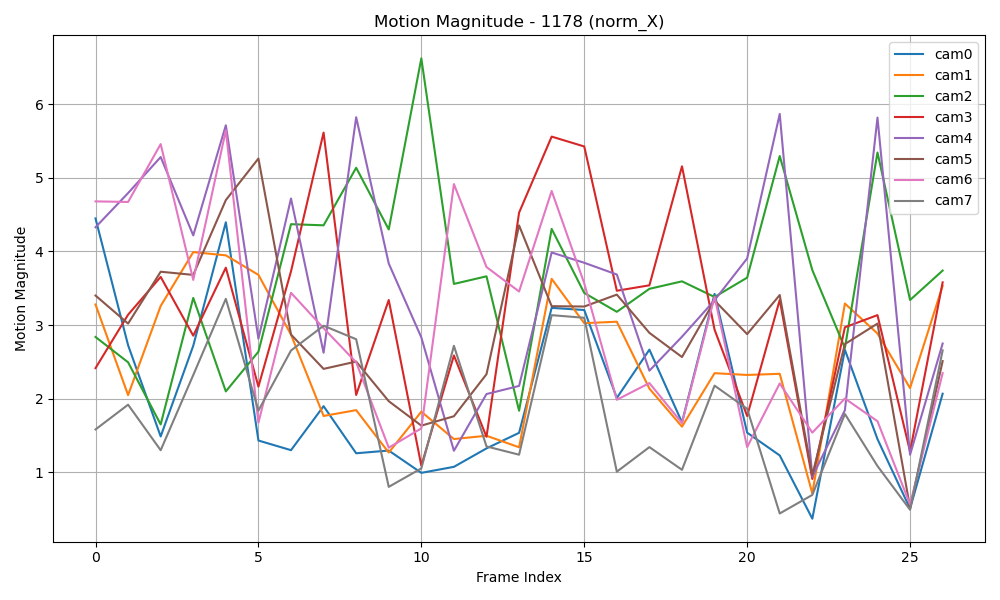 Motion Magnitude - 1178 (norm_X)
cam0
cam1
cam2
cam3
cam4
cam5
cam6
cam7
Motion Magnitude
6
5
4
3
2
1
0 5 10 15 20 25
Frame Index